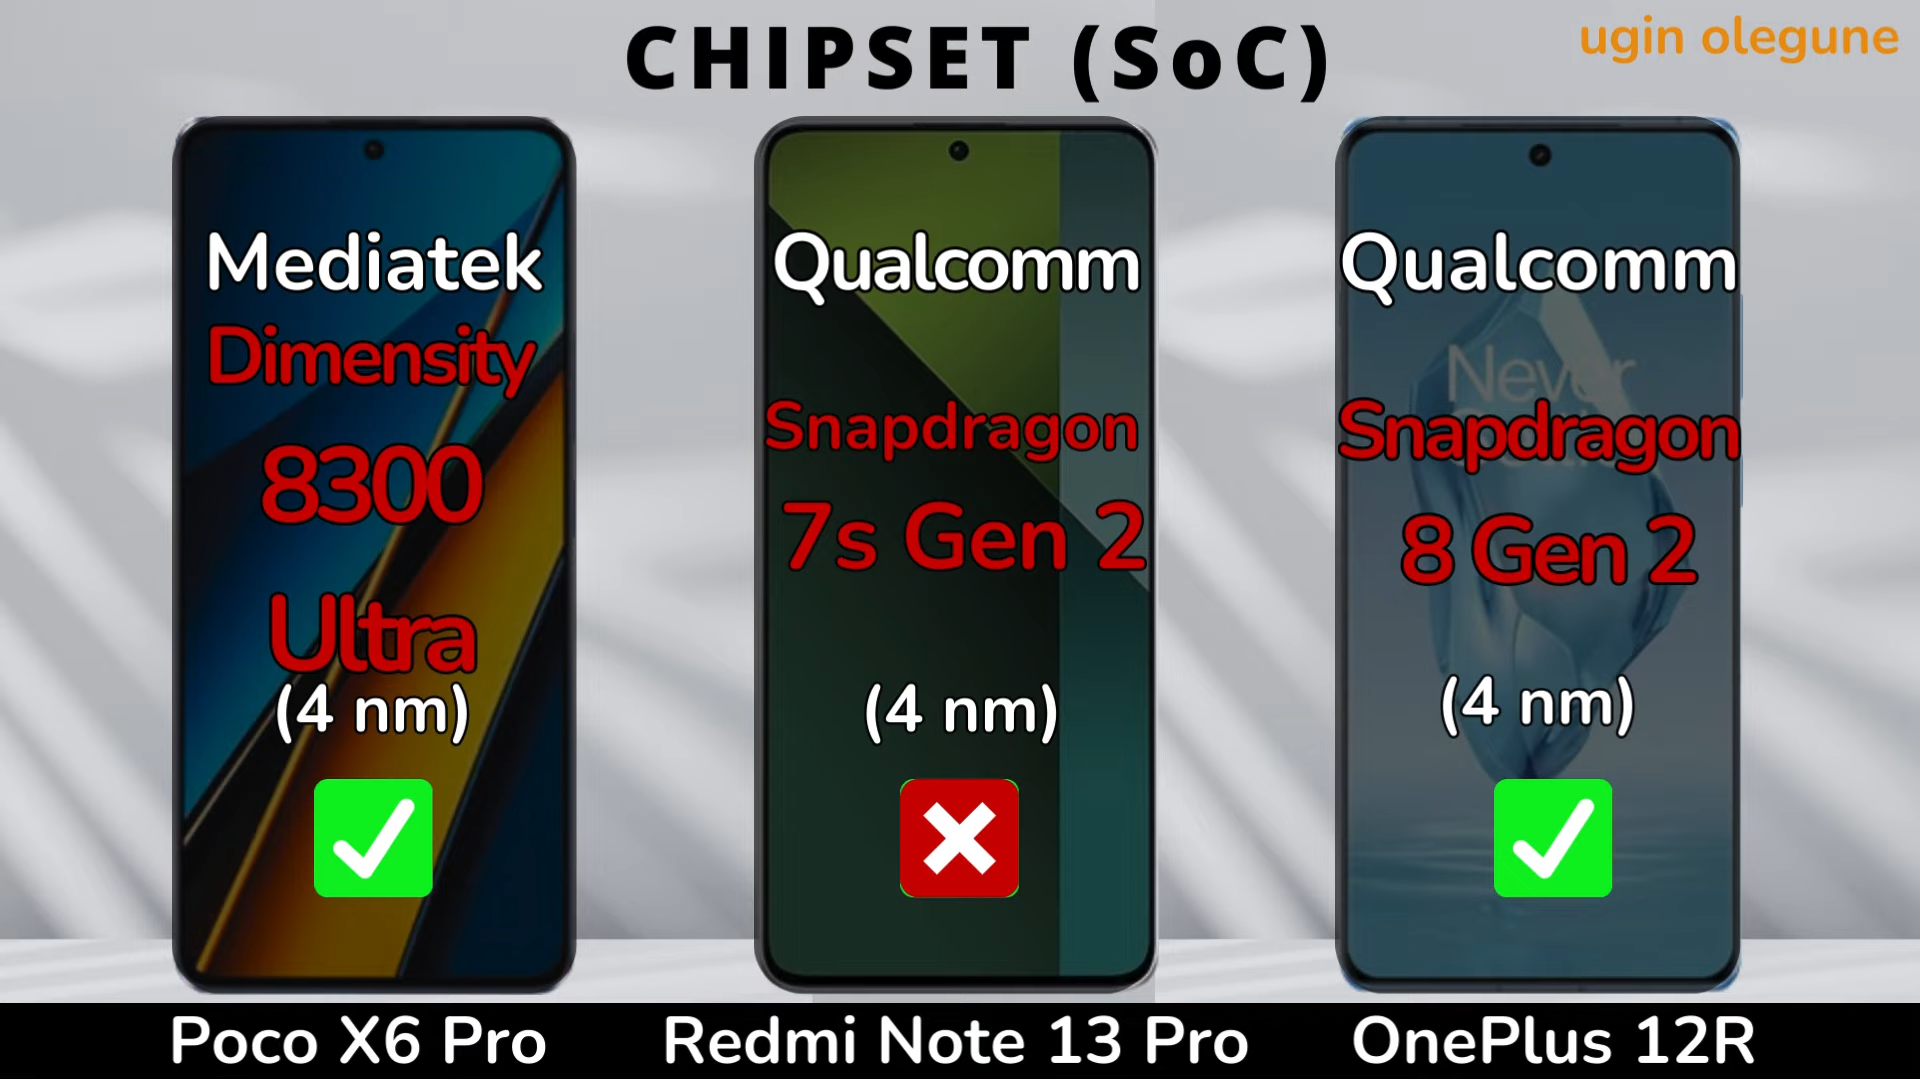 CHIPSET (SoC)
ugin olegune
Mediatek
Dimensity
8300
Ultra
(4 nm)
Qualcomm
Snapdragon
7s Gen 2
(4 nm)
Qualcomm
Never
Snapdragon
8 Gen 2
(4 nm)
Poco X6 Pro
Redmi Note 13 Pro
OnePlus 12R